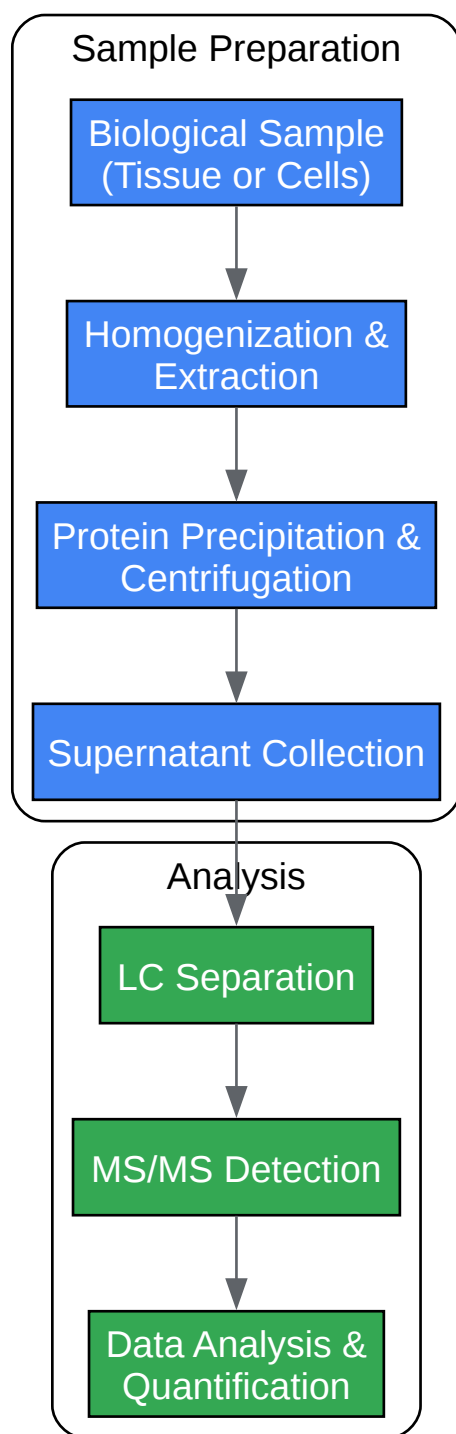 Sample Preparation
Biological Sample
(Tissue or Cells)
Homogenization &
Extraction
Protein Precipitation &
Centrifugation
Supernatant Collection
Analysis
LC Separation
MS/MS Detection
Data Analysis &
Quantification